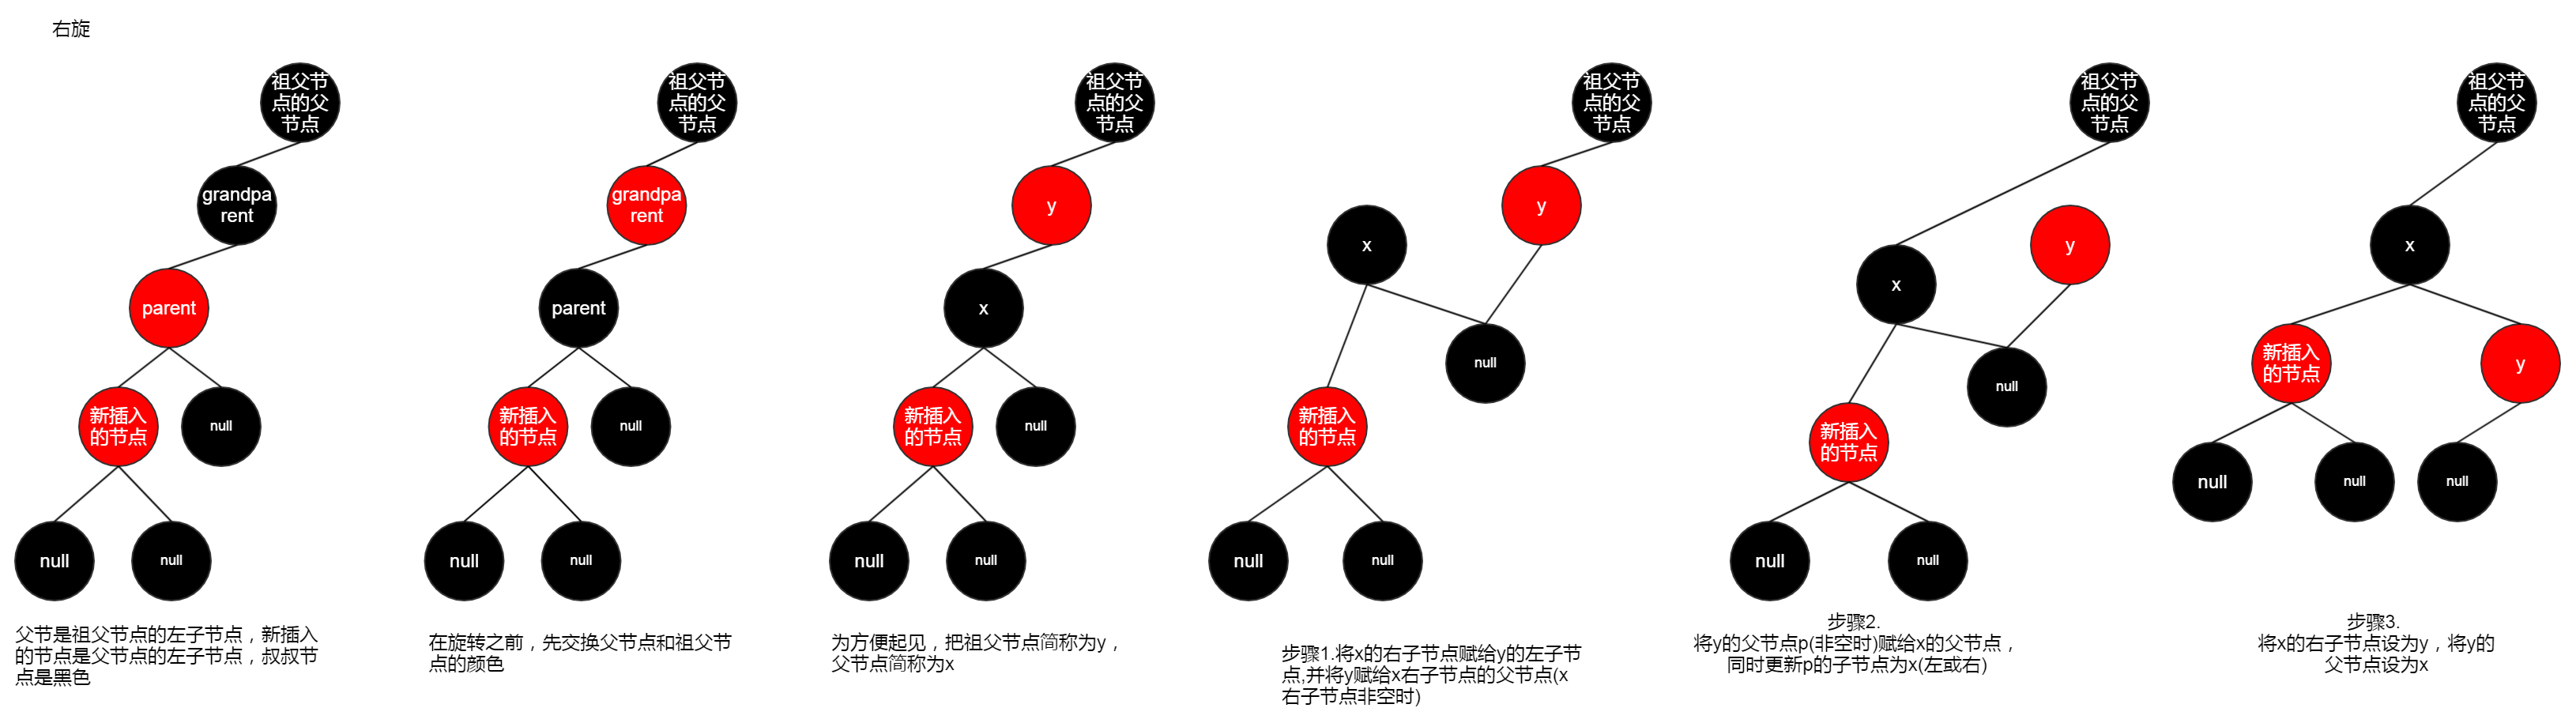 右旋
祖父节
点的父
节点
grandpa
rent
parent
新插入
的节点
null
null
null
父节是祖父节点的左子节点，新插入
的节点是父节点的左子节点，叔叔节
点是黑色
祖父节
点的父
节点
grandpa
rent
parent
新插入
的节点
null
null
null
在旋转之前，先交换父节点和祖父节
点的颜色
祖父节
点的父
节点
y
x
新插入
的节点
null
null
null
为方便起见，把祖父节点简称为y，
父节点简称为x
祖父节
点的父
节点
y
x
null
新插入
的节点
null
null
步骤1.将x的右子节点赋给y的左子节
点,并将y赋给x右子节点的父节点(x
右子节点非空时)
祖父节
点的父
节点
y
x
null
新插入
的节点
null
null
步骤2.
将y的父节点p(非空时)赋给x的父节点，
同时更新p的子节点为x(左或右)
祖父节
点的父
节点
x
新插入
的节点
y
null
null
null
步骤3.
将x的右子节点设为y，将y的
父节点设为x